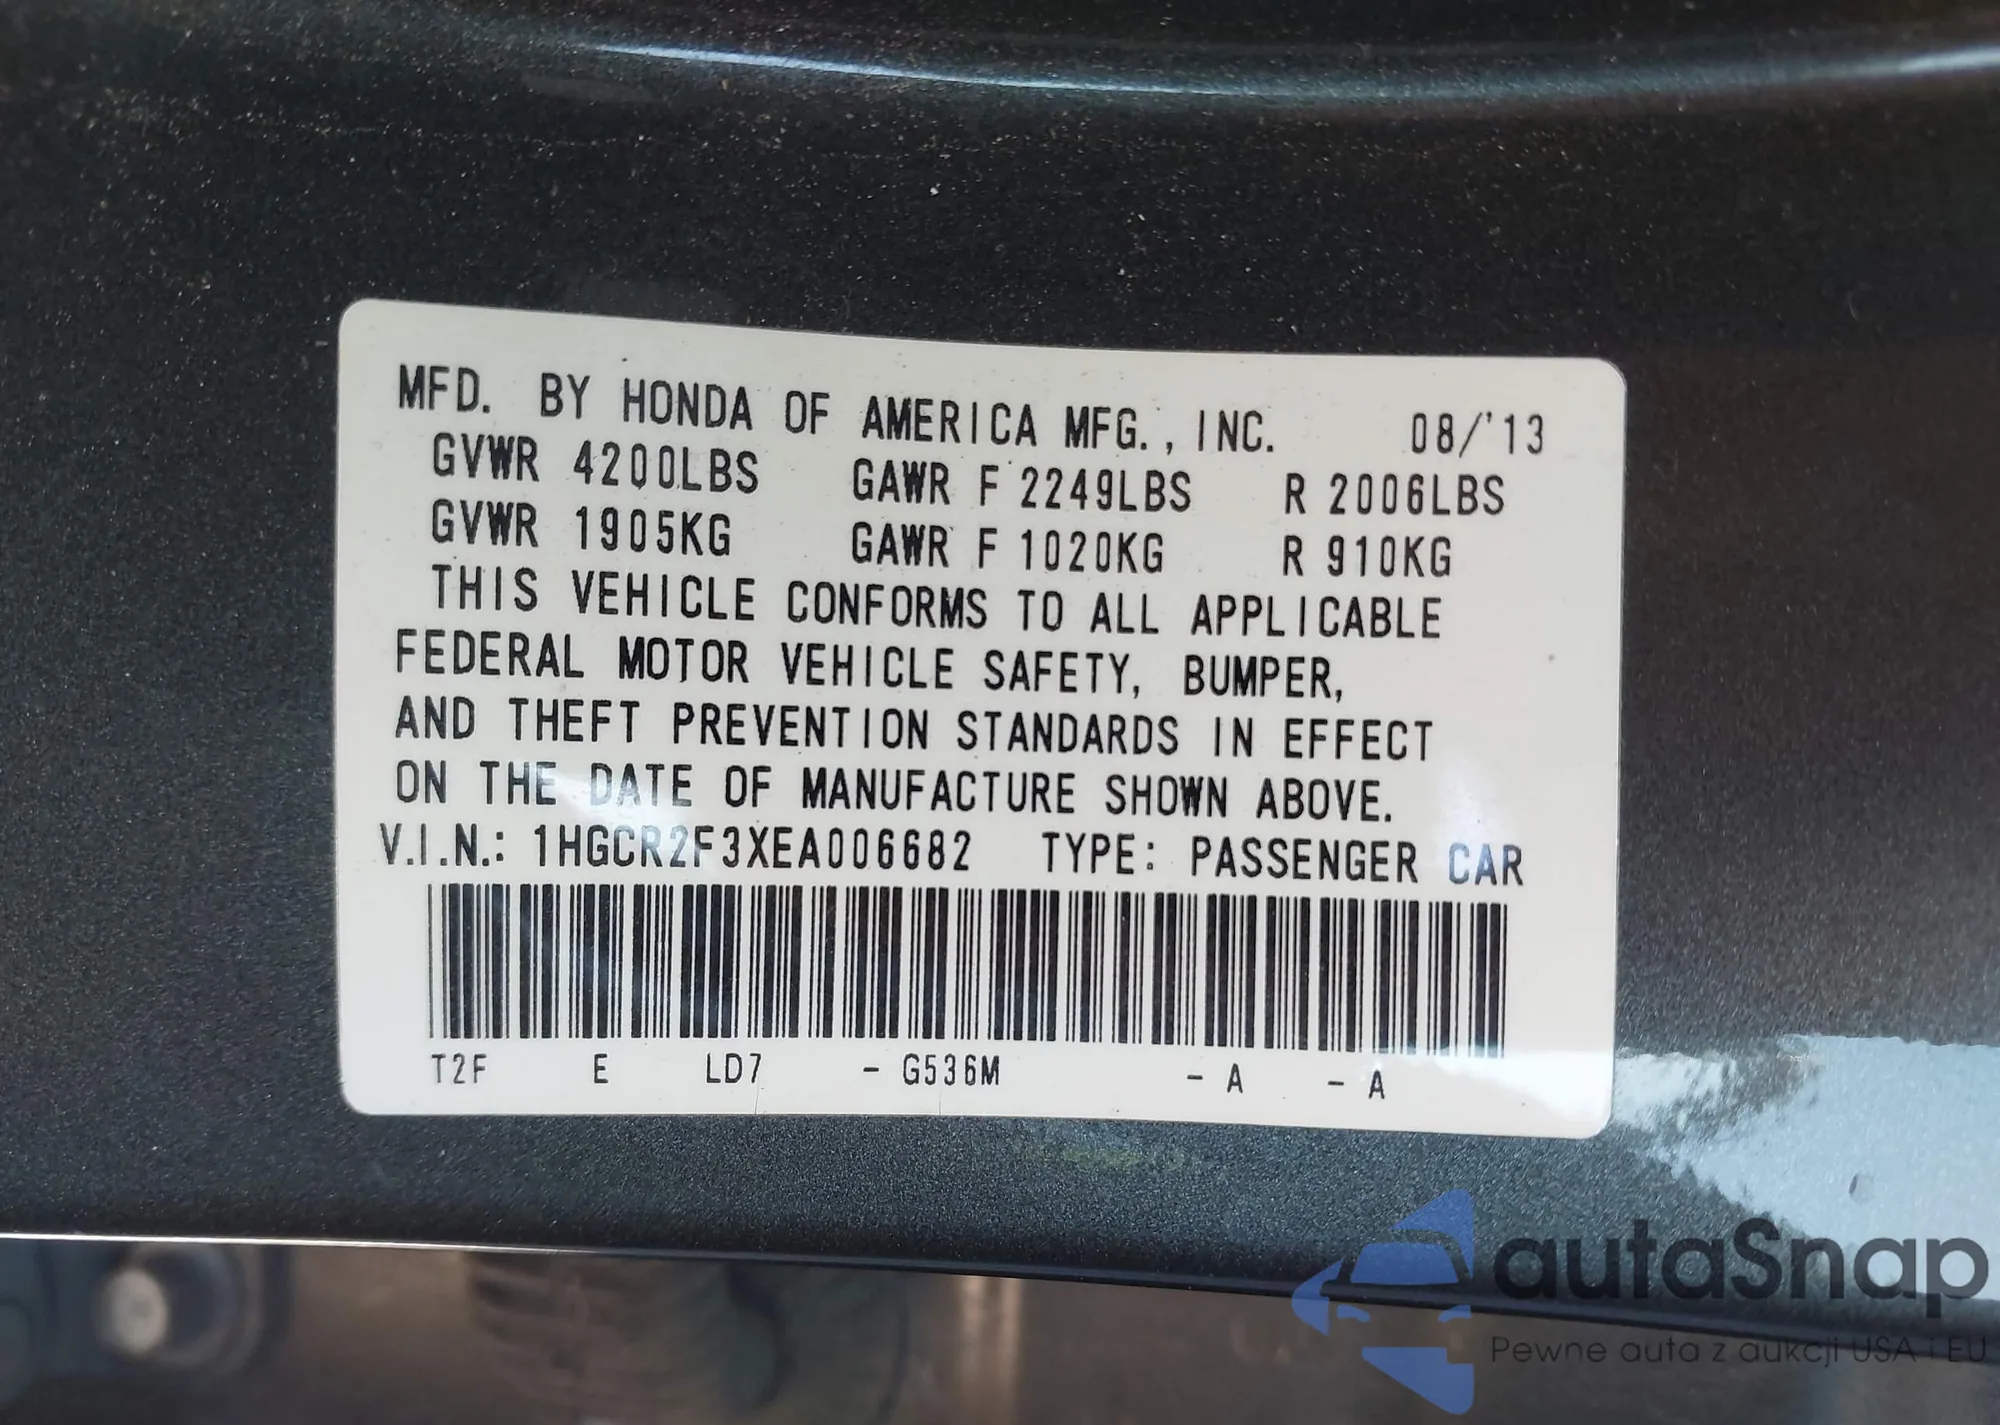 MFD. BY HONDA OF AMERICA MFG., INC. 08/'13
GVWR 4200LBS GAWR F 2249LBS R 2006LBS
GVWR 1905KG GAWR F 1020KG R 910KG
THIS VEHICLE CONFORMS TO ALL APPLICABLE
FEDERAL MOTOR VEHICLE SAFETY, BUMPER,
AND THEFT PREVENTION STANDARDS IN EFFECT
ON THE DATE OF MANUFACTURE SHOWN ABOVE.
V.I.N.: 1HGCR2F3XEA006682 TYPE: PASSENGER CAR
T2F E LD7 - G536M - A - A
autaSnap
Pewne auta z aukcji USA i EU